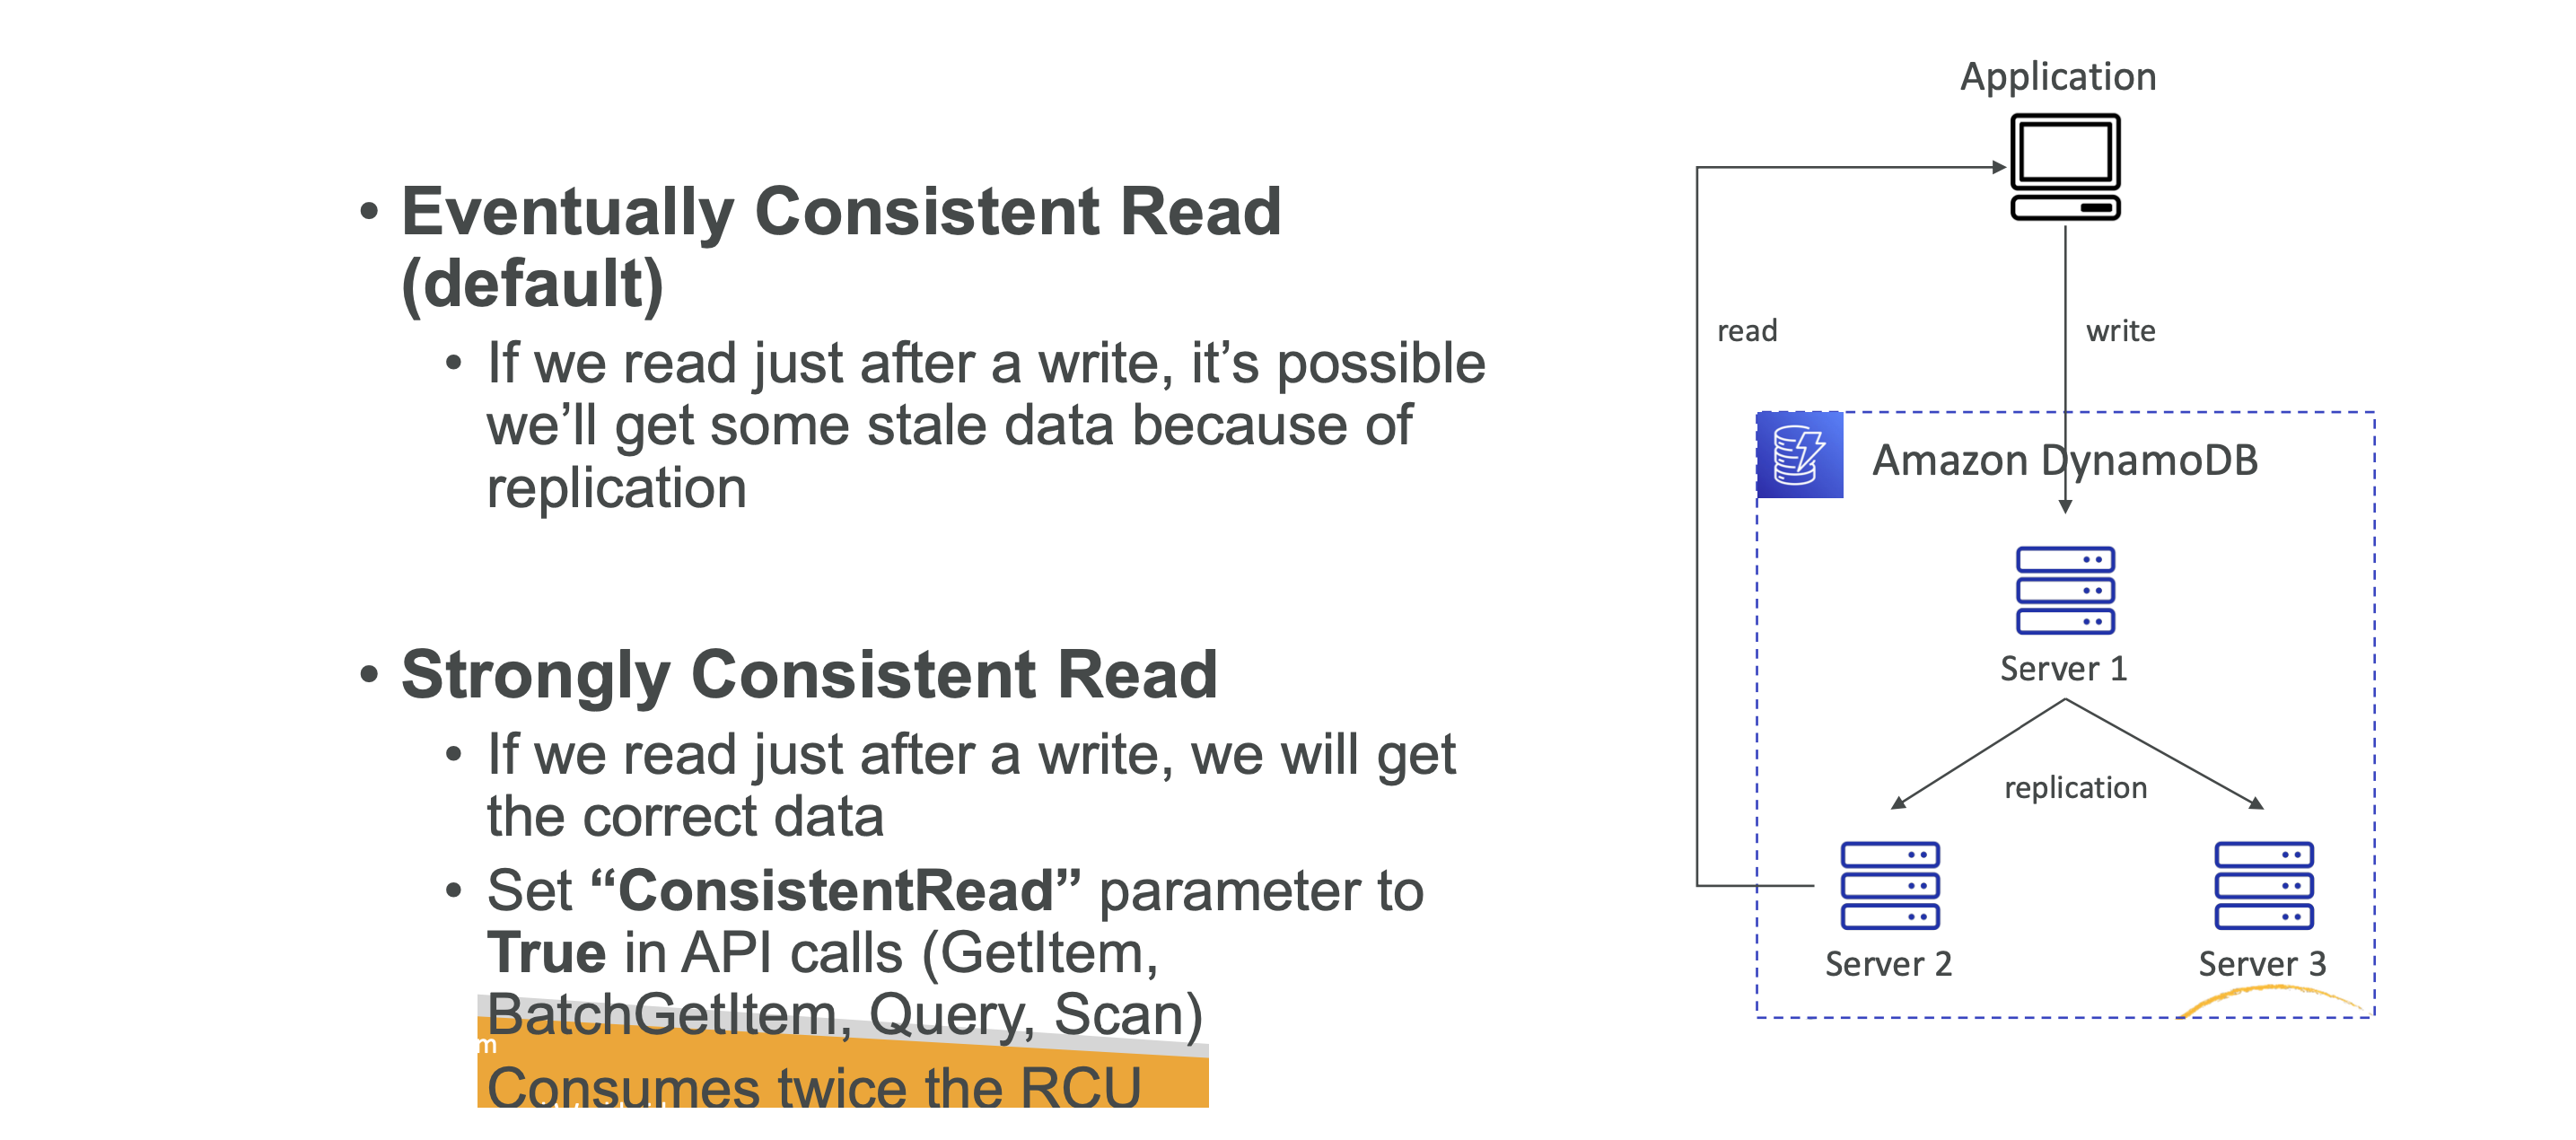 • Eventually Consistent Read
(default)
• If we read just after a write, it’s possible
we’ll get some stale data because of
replication
• Strongly Consistent Read
• If we read just after a write, we will get
the correct data
• Set “ConsistentRead” parameter to
True in API calls (GetItem,
BatchGetItem, Query, Scan)
m
Consumes twice the RCU
Application
read
write
Amazon DynamoDB
Server 1
replication
Server 2
Server 3